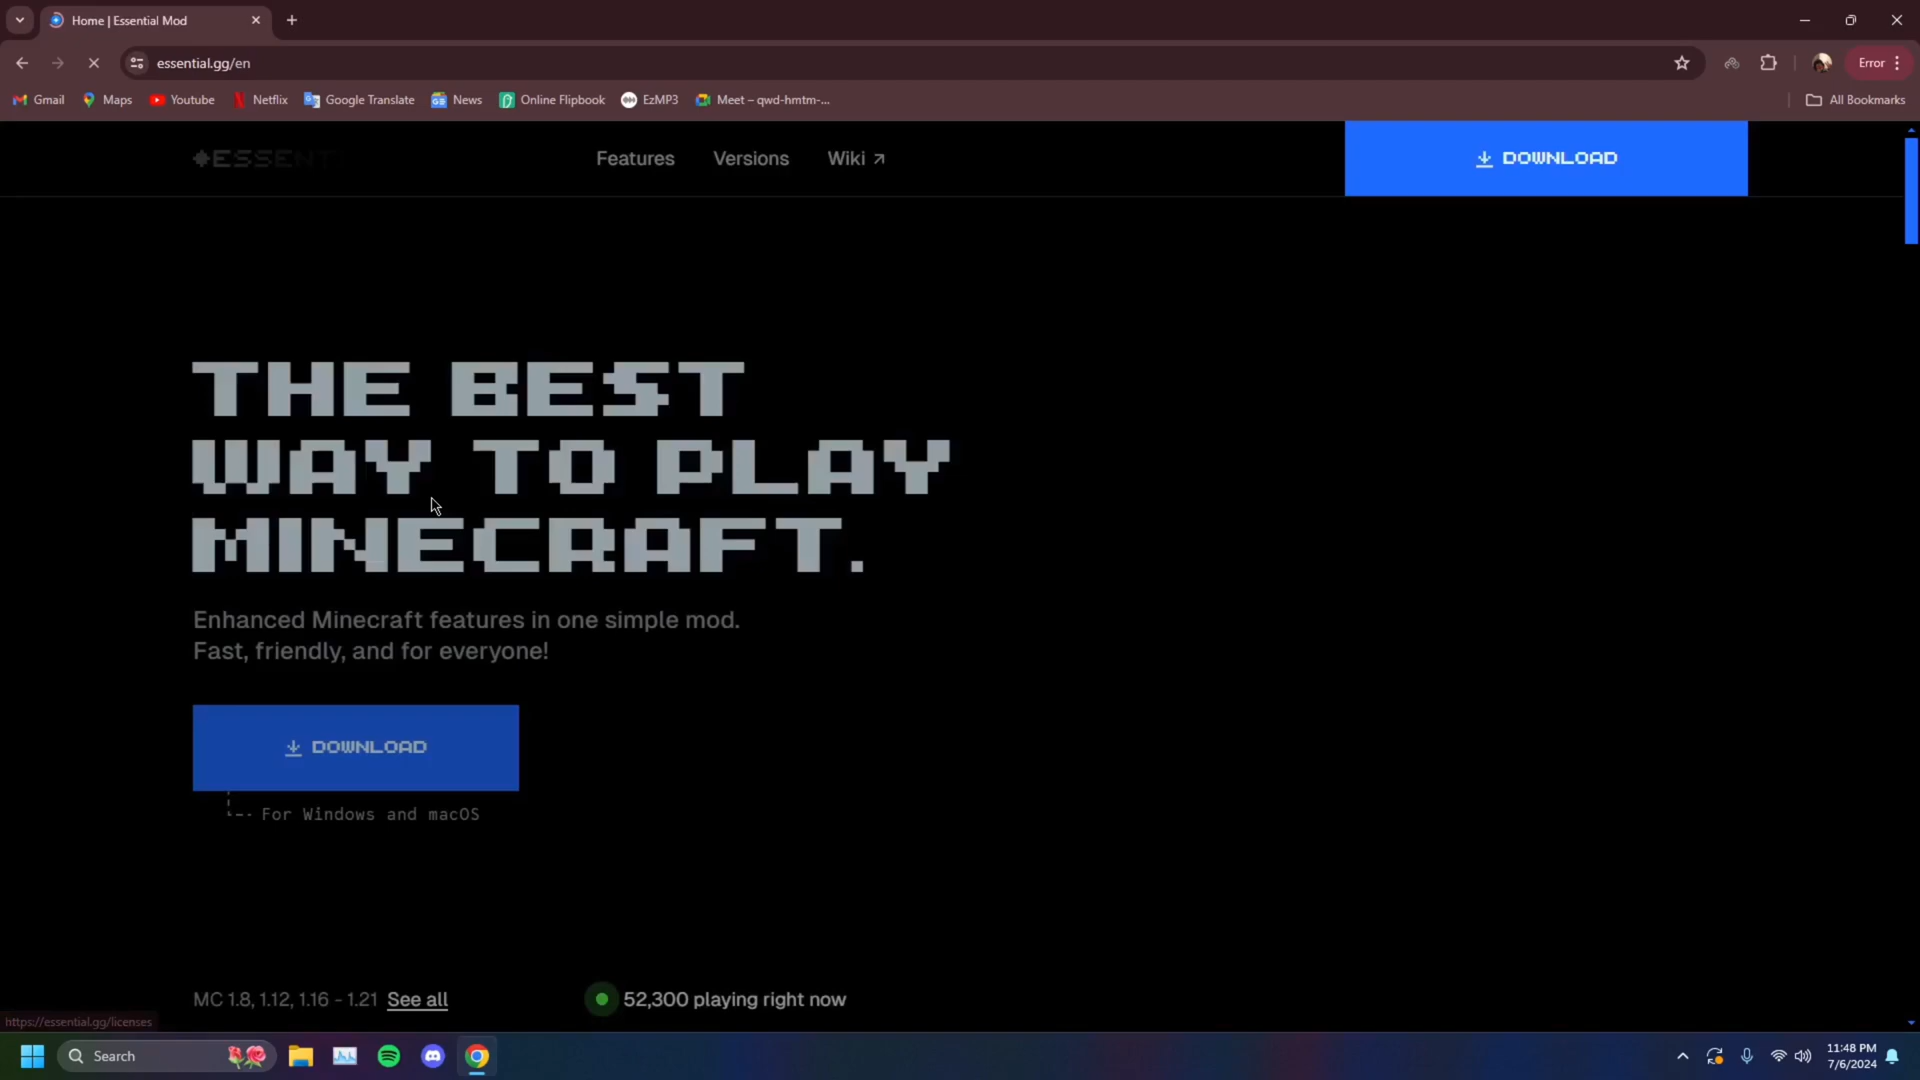 Home | Essential Mod
essential.gg/en
Error
Gmail
Maps
Youtube
Netflix
Google Translate
News
Online Flipbook
EzMP3
Meet – qwd-hmtm-...
All Bookmarks
ESSENT
Features
Versions
Wiki
DOWNLOAD
THE BEST
WAY TO PLAY
MINECRAFT.
Enhanced Minecraft features in one simple mod.
Fast, friendly, and for everyone!
DOWNLOAD
For Windows and macOS
MC 1.8, 1.12, 1.16 - 1.21 See all
52,300 playing right now
https://essential.gg/licenses
Search
11:48 PM
7/6/2024